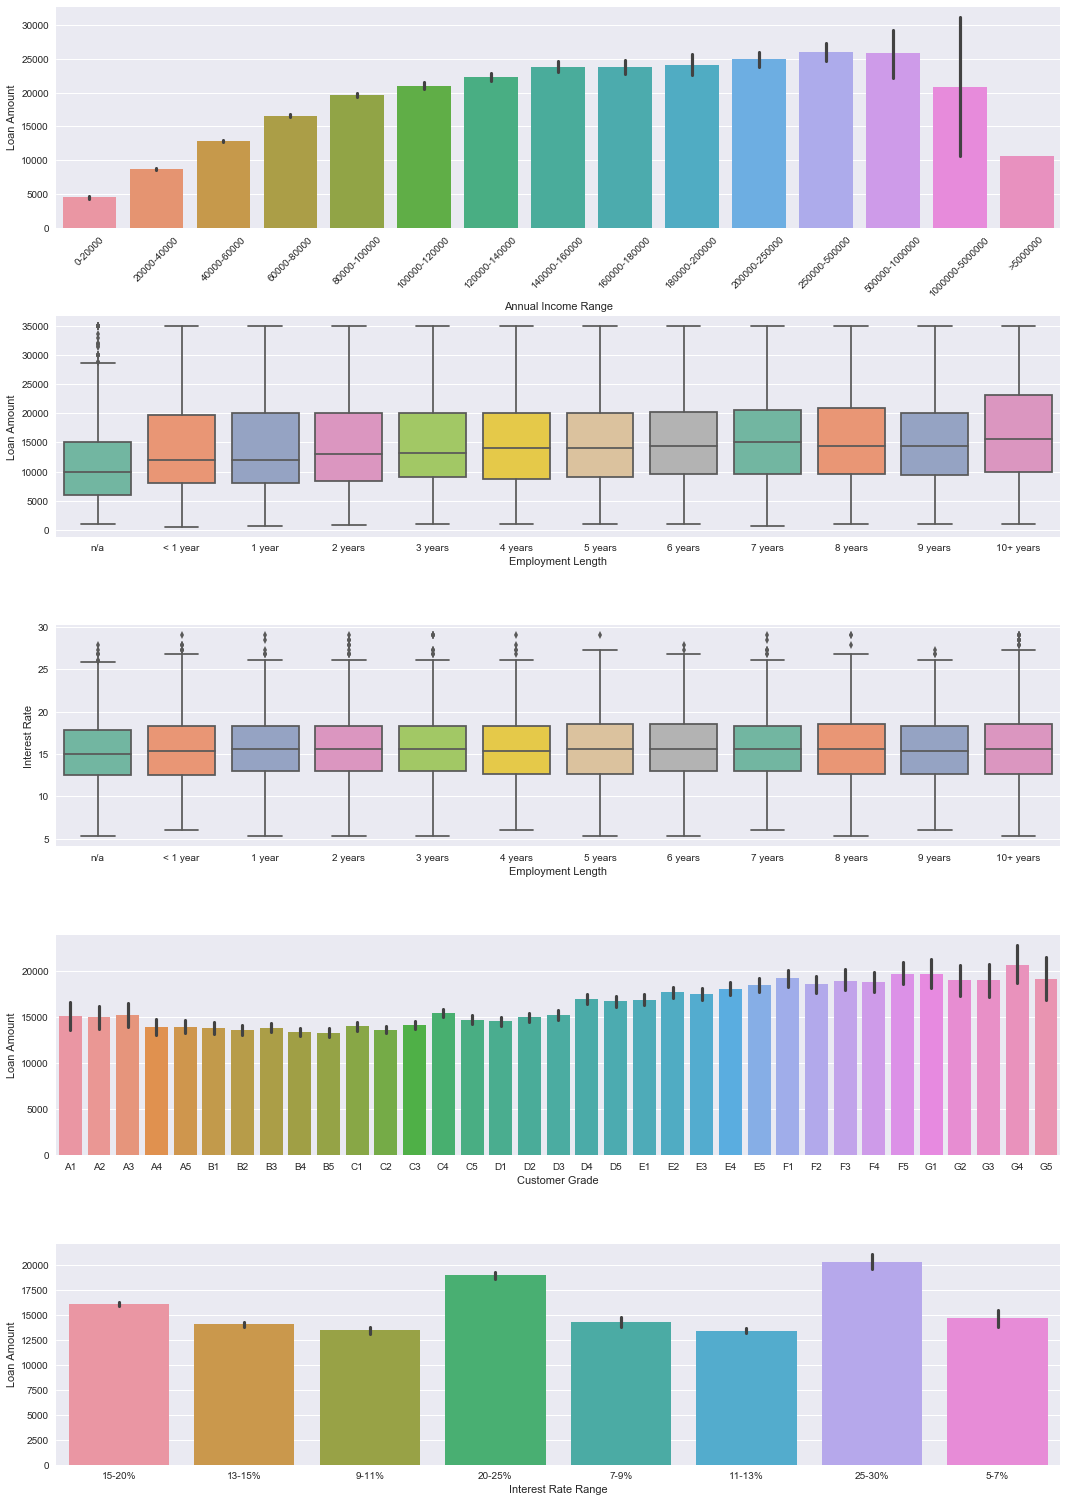 30000
25000
20000
15000
10000
5000
0
Loan Amount
0-20000
20000-40000
40000-60000
60000-80000
80000-100000
100000-120000
120000-140000
140000-160000
160000-180000
180000-200000
200000-250000
250000-500000
500000-1000000
1000000-5000000
>5000000
Annual Income Range
35000
30000
25000
20000
15000
10000
5000
0
Loan Amount
n/a
< 1 year
1 year
2 years
3 years
4 years
5 years
6 years
7 years
8 years
9 years
10+ years
Employment Length
30
25
20
15
10
5
Interest Rate
n/a
< 1 year
1 year
2 years
3 years
4 years
5 years
6 years
7 years
8 years
9 years
10+ years
Employment Length
20000
15000
10000
5000
0
Loan Amount
A1
A2
A3
A4
A5
B1
B2
B3
B4
B5
C1
C2
C3
C4
C5
D1
D2
D3
D4
D5
E1
E2
E3
E4
E5
F1
F2
F3
F4
F5
G1
G2
G3
G4
G5
Customer Grade
20000
17500
15000
12500
10000
7500
5000
2500
0
Loan Amount
15-20%
13-15%
9-11%
20-25%
7-9%
11-13%
25-30%
5-7%
Interest Rate Range